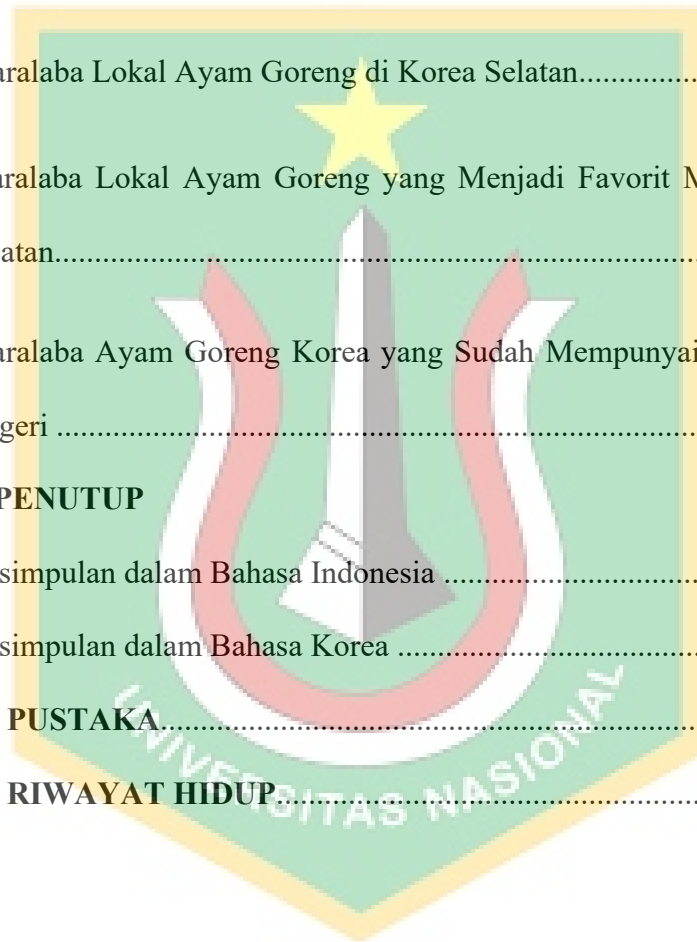 aralaba Lokal Ayam Goreng di Korea Selatan................
aralaba Lokal Ayam Goreng yang Menjadi Favorit M
atan.................................................................................
aralaba Ayam Goreng Korea yang Sudah Mempunyai
geri .................................................................................
PENUTUP
simpulan dalam Bahasa Indonesia ................................
simpulan dalam Bahasa Korea ......................................
PUSTAKA....................................................................
RIWAYAT HIDUP.....................................................
UNIVERSITAS NASIONAL